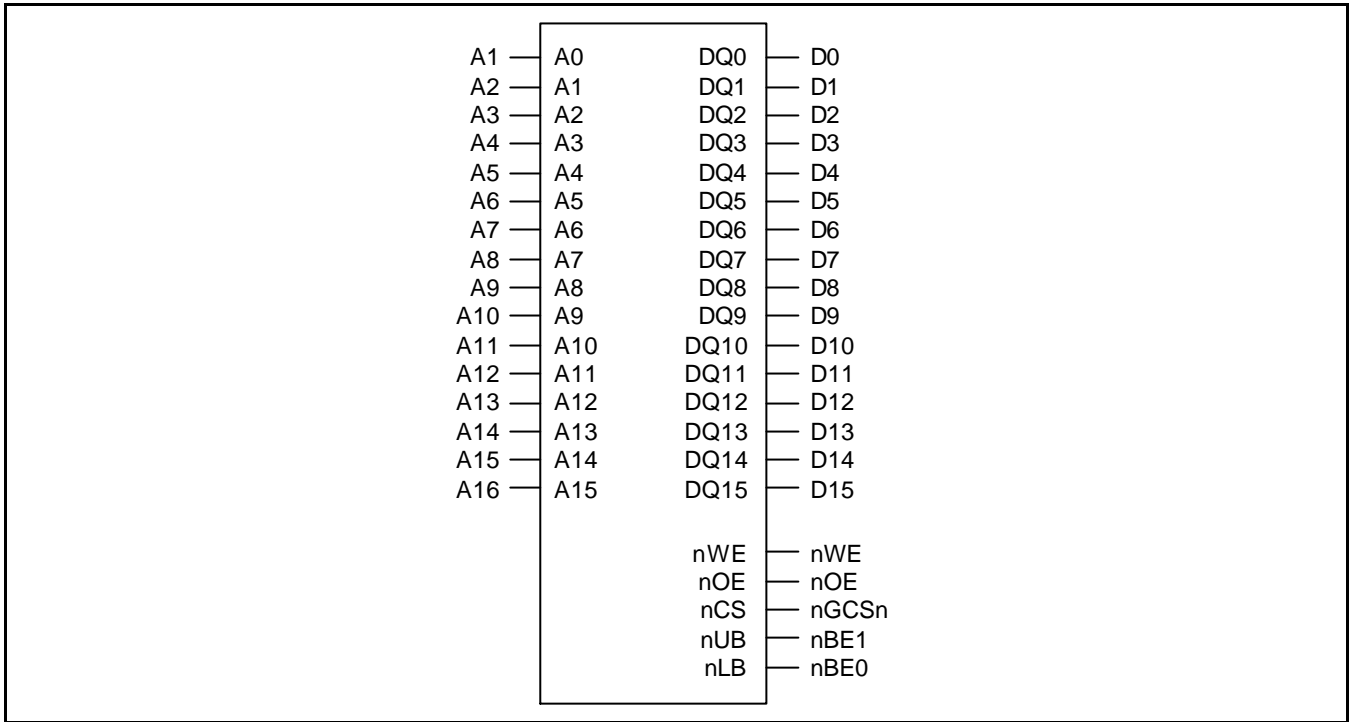 A1 A0 DQ0 D0
A2 A1 DQ1 D1
A3 A2 DQ2 D2
A4 A3 DQ3 D3
A5 A4 DQ4 D4
A6 A5 DQ5 D5
A7 A6 DQ6 D6
A8 A7 DQ7 D7
A9 A8 DQ8 D8
A10 A9 DQ9 D9
A11 A10 DQ10 D10
A12 A11 DQ11 D11
A13 A12 DQ12 D12
A14 A13 DQ13 D13
A15 A14 DQ14 D14
A16 A15 DQ15 D15
nWE nWE
nOE nOE
nCS nGCSn
nUB nBE1
nLB nBE0